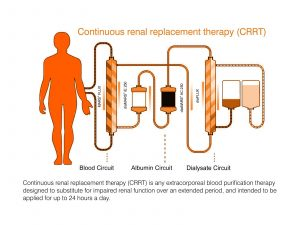 Continuous renal replacement therapy (CRRT)
Blood Circuit
Albumin Circuit
Dialysate Circuit
Continuous renal replacement therapy (CRRT) is any extracorporeal blood purification therapy
designed to substitute for impaired renal function over an extended period, and intended to be
applied for up to 24 hours a day.